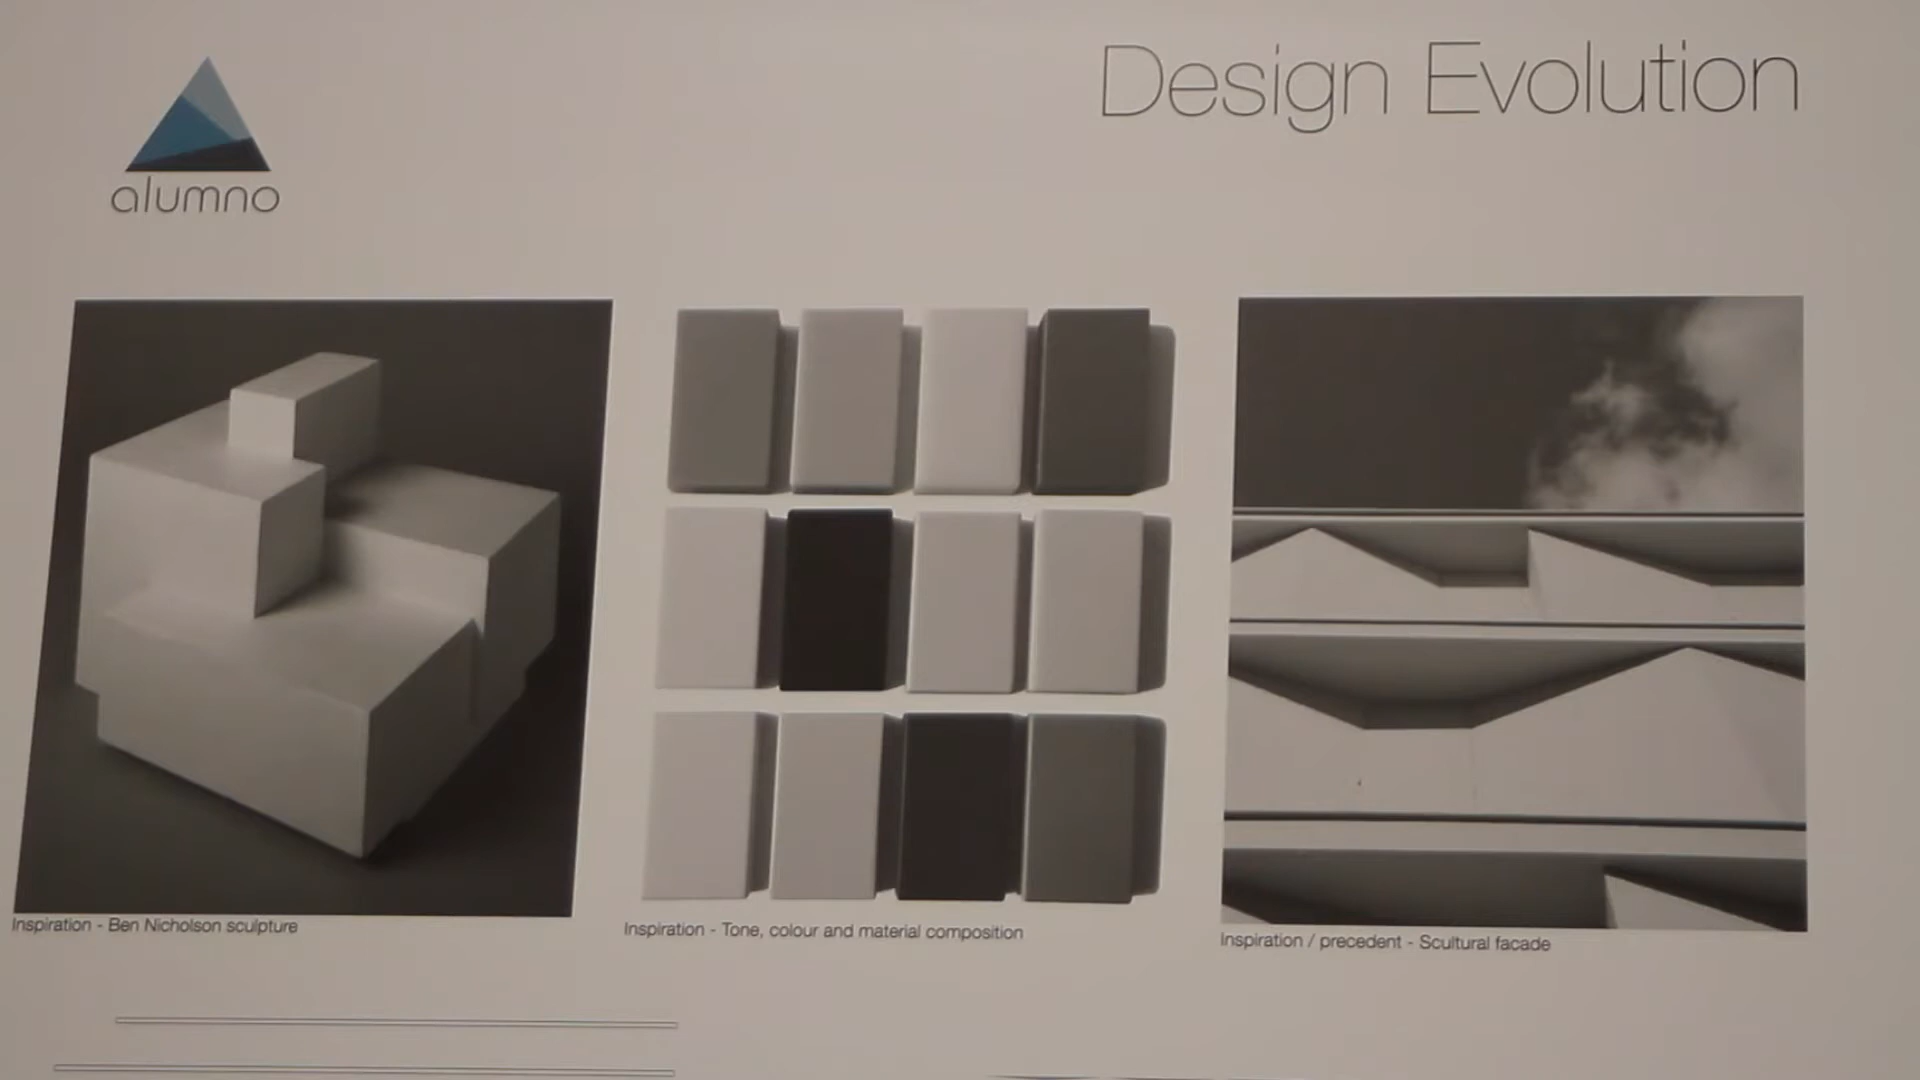 alumno
Design Evolution
Inspiration - Ben Nicholson sculpture
Inspiration - Tone, colour and material composition
Inspiration / precedent - Scultural facade